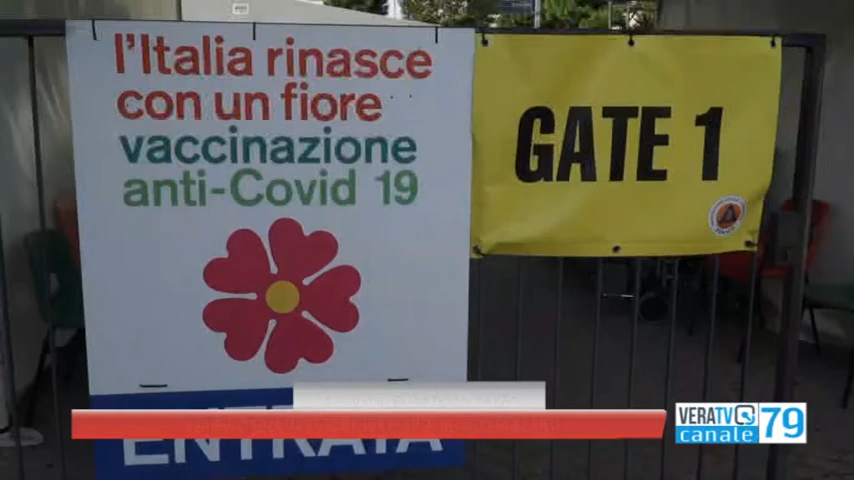 l'Italia rinasce
con un fiore
vaccinazione
anti-Covid 19
ENTRATA
GATE 1
VERATV
canale 79